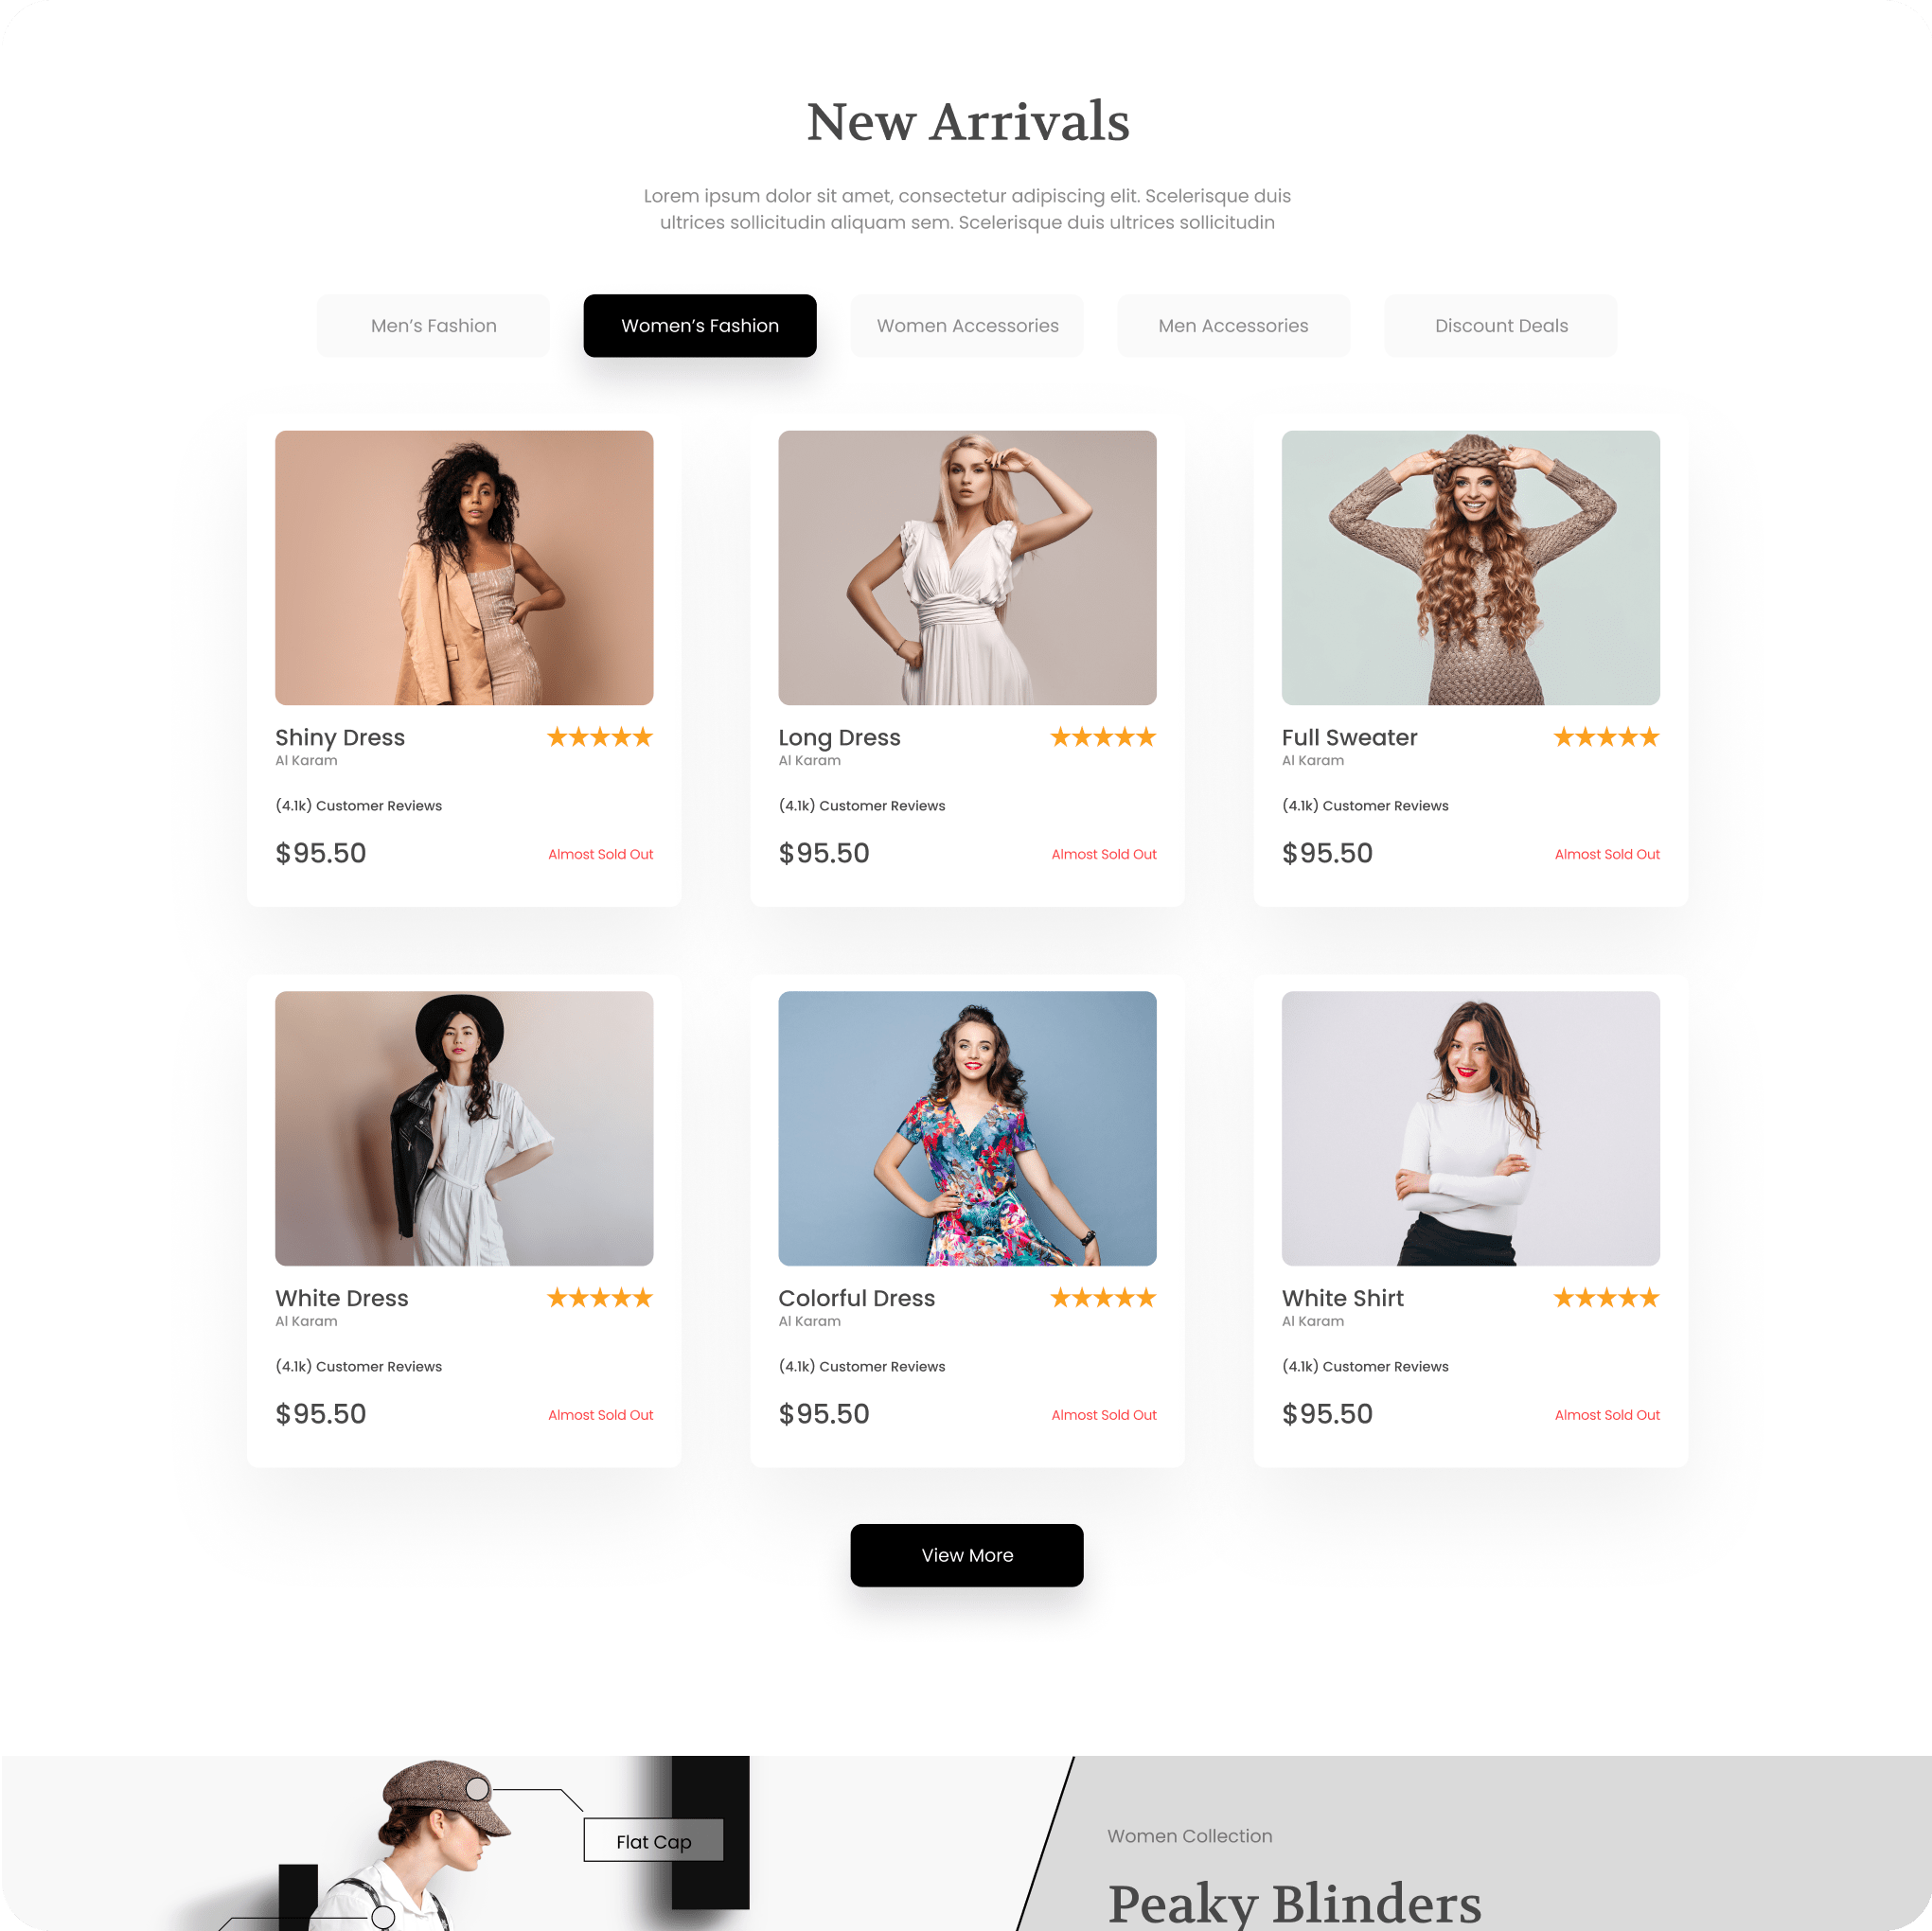 New Arrivals
Lorem ipsum dolor sit amet, consectetur adipiscing elit. Scelerisque duis
ultrices sollicitudin aliquam sem. Scelerisque duis ultrices sollicitudin
Men’s Fashion
Women’s Fashion
Women Accessories
Men Accessories
Discount Deals
Shiny Dress
Al Karam
(4.1k) Customer Reviews
$95.50
Almost Sold Out
Long Dress
Al Karam
(4.1k) Customer Reviews
$95.50
Almost Sold Out
Full Sweater
Al Karam
(4.1k) Customer Reviews
$95.50
Almost Sold Out
White Dress
Al Karam
(4.1k) Customer Reviews
$95.50
Almost Sold Out
Colorful Dress
Al Karam
(4.1k) Customer Reviews
$95.50
Almost Sold Out
White Shirt
Al Karam
(4.1k) Customer Reviews
$95.50
Almost Sold Out
View More
Flat Cap
Women Collection
Peaky Blinders